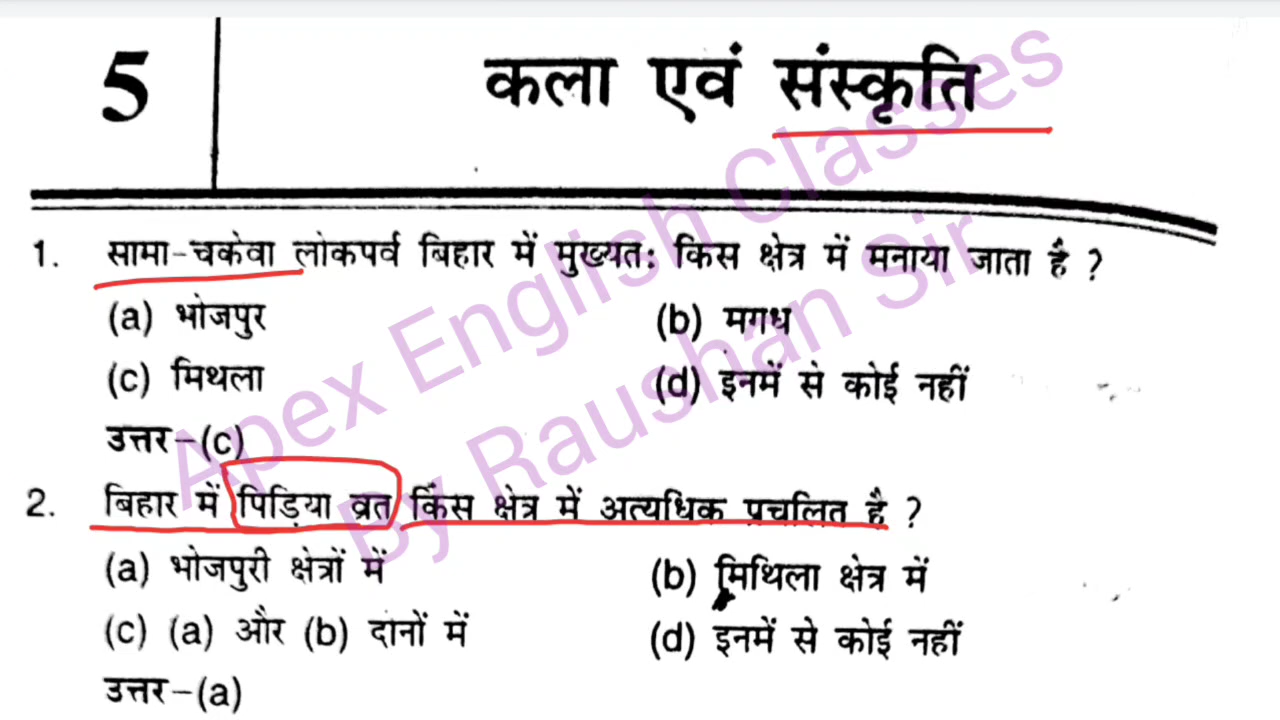 5 कला एवं संस्कृति
1. सामा-चकेवा लोकपर्व बिहार में मुख्यतः किस क्षेत्र में मनाया जाता है ?
(a) भोजपुर (b) मगध
(c) मिथला (d) इनमें से कोई नहीं
उत्तर–(c)
2. बिहार में पिड़िया व्रत किस क्षेत्र में अत्यधिक प्रचलित है ?
(a) भोजपुरी क्षेत्रों में (b) मिथिला क्षेत्र में
(c) (a) और (b) दानों में (d) इनमें से कोई नहीं
उत्तर–(a)
Apex English Classes
By Raushan Sir